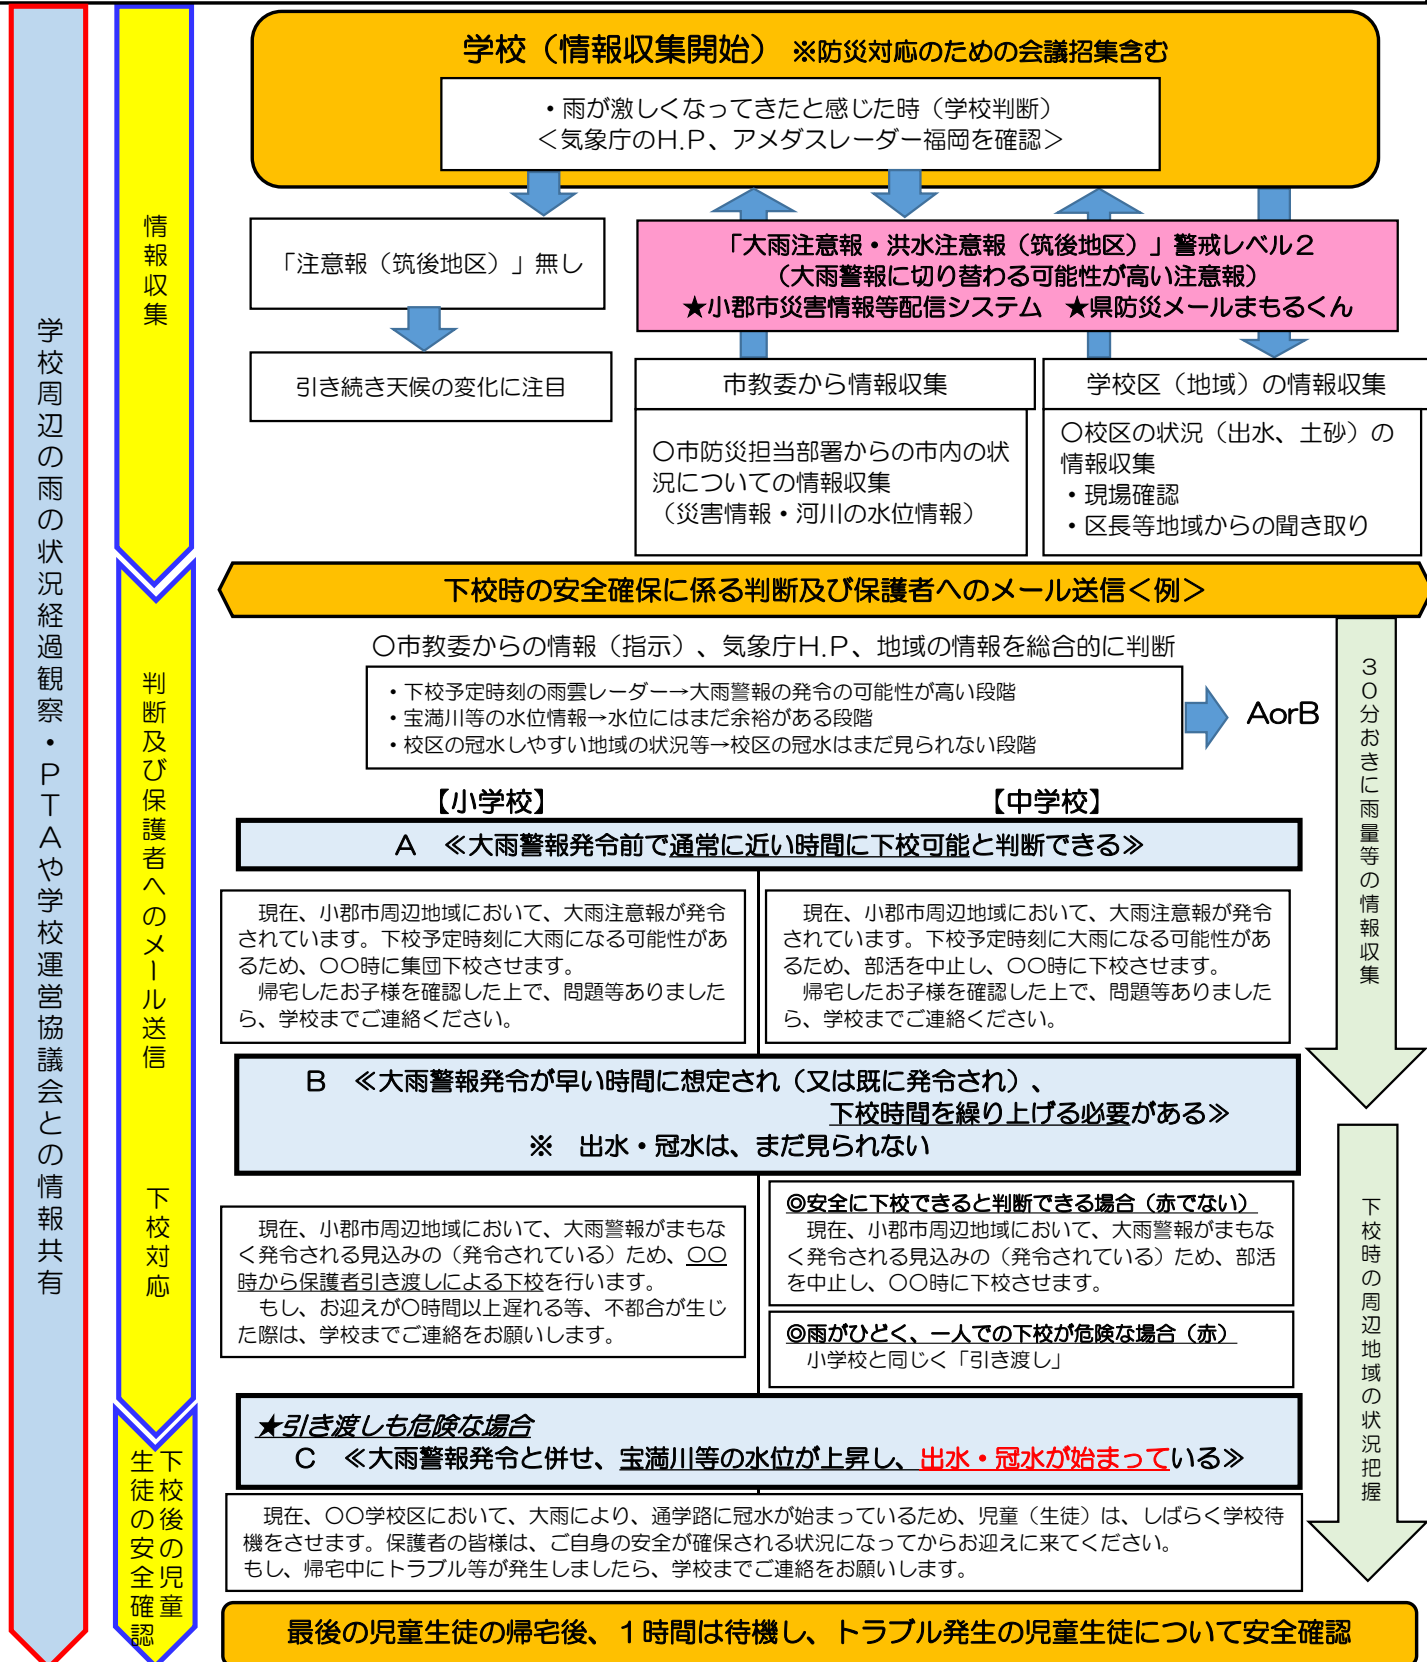 学校（情報収集開始）　※防災対応のための会議招集含む
・雨が激しくなってきたと感じた時（学校判断）
＜気象庁のH.P、アメダスレーダー福岡を確認＞
学校周辺の雨の状況経過観察・ＰＴＡや学校運営協議会との情報共有
情報収集
「注意報（筑後地区）」無し
引き続き天候の変化に注目
「大雨注意報・洪水注意報（筑後地区）」警戒レベル２
（大雨警報に切り替わる可能性が高い注意報）
★小郡市災害情報等配信システム　★県防災メールまもるくん
市教委から情報収集
〇市防災担当部署からの市内の状
況についての情報収集
（災害情報・河川の水位情報）
学校区（地域）の情報収集
〇校区の状況（出水、土砂）の
情報収集
・現場確認
・区長等地域からの聞き取り
判断及び保護者へのメール送信
下校対応
下校時の安全確保に係る判断及び保護者へのメール送信＜例＞
〇市教委からの情報（指示）、気象庁H.P、地域の情報を総合的に判断
・下校予定時刻の雨雲レーダー→大雨警報の発令の可能性が高い段階
・宝満川等の水位情報→水位にはまだ余裕がある段階
・校区の冠水しやすい地域の状況等→校区の冠水はまだ見られない段階
AorB
３０分おきに雨量等の情報収集
【小学校】
【中学校】
A　≪大雨警報発令前で通常に近い時間に下校可能と判断できる≫
現在、小郡市周辺地域において、大雨注意報が発令
されています。下校予定時刻に大雨になる可能性があ
るため、〇〇時に集団下校させます。
帰宅したお子様を確認した上で、問題等ありました
ら、学校までご連絡ください。
現在、小郡市周辺地域において、大雨注意報が発令
されています。下校予定時刻に大雨になる可能性があ
るため、部活を中止し、〇〇時に下校させます。
帰宅したお子様を確認した上で、問題等ありました
ら、学校までご連絡ください。
B　≪大雨警報発令が早い時間に想定され（又は既に発令され）、
下校時間を繰り上げる必要がある≫
※　出水・冠水は、まだ見られない
下校時の周辺地域の状況把握
現在、小郡市周辺地域において、大雨警報がまもな
く発令される見込みの（発令されている）ため、〇〇
時から保護者引き渡しによる下校を行います。
もし、お迎えが〇時間以上遅れる等、不都合が生じ
た際は、学校までご連絡をお願いします。
◎安全に下校できると判断できる場合（赤でない）
現在、小郡市周辺地域において、大雨警報がまもな
く発令される見込みの（発令されている）ため、部活
を中止し、〇〇時に下校させます。
◎雨がひどく、一人での下校が危険な場合（赤）
小学校と同じく「引き渡し」
★引き渡しも危険な場合
C　≪大雨警報発令と併せ、宝満川等の水位が上昇し、出水・冠水が始まっている≫
下校後の児童
生徒の安全確認
現在、〇〇学校区において、大雨により、通学路に冠水が始まっているため、児童（生徒）は、しばらく学校待
機をさせます。保護者の皆様は、ご自身の安全が確保される状況になってからお迎えに来てください。
もし、帰宅中にトラブル等が発生しましたら、学校までご連絡をお願いします。
最後の児童生徒の帰宅後、１時間は待機し、トラブル発生の児童生徒について安全確認